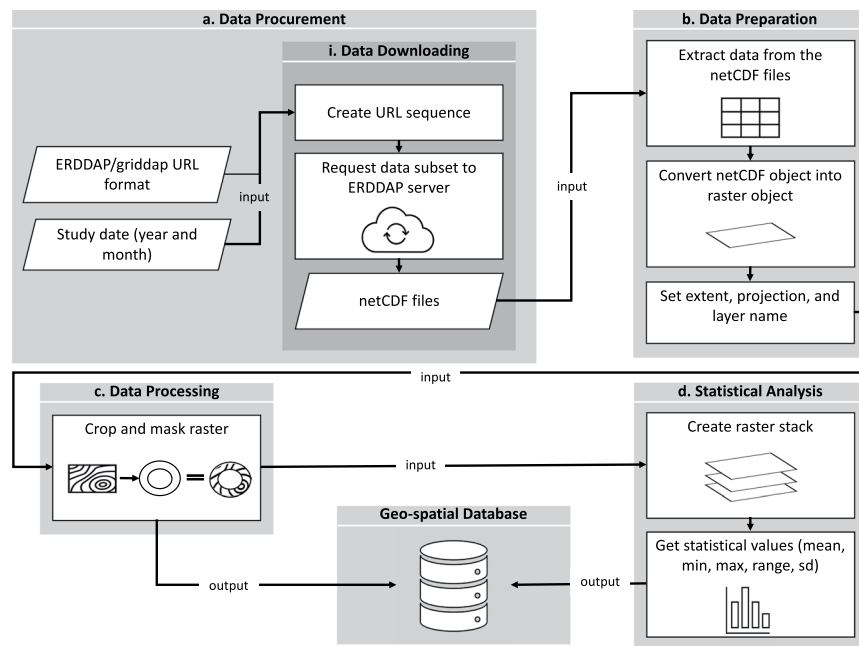 a. Data Procurement
i. Data Downloading
Create URL sequence
ERDDAP/griddap URL
format
input
Study date (year and
month)
Request data subset to
ERDDAP server
netCDF files
input
b. Data Preparation
Extract data from the
netCDF files
Convert netCDF object into
raster object
Set extent, projection, and
layer name
input
c. Data Processing
Crop and mask raster
input
d. Statistical Analysis
Create raster stack
Get statistical values (mean,
min, max, range, sd)
Geo-spatial Database
output
output